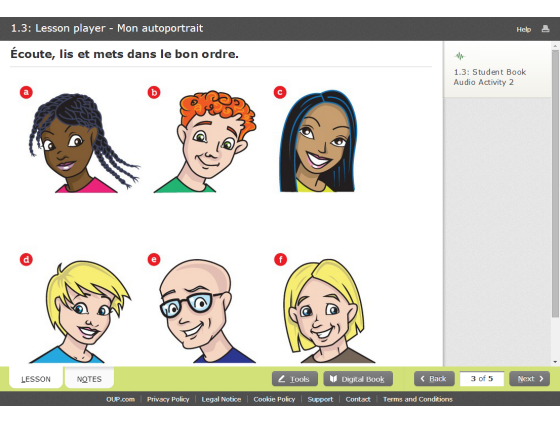 1.3: Lesson player - Mon autoportrait
Help
Écoute, lis et mets dans le bon ordre.
1.3: Student Book
Audio Activity 2
a
b
c
d
e
f
LESSON
NOTES
Tools
Digital Book
Back
3 of 5
Next
OUP.com | Privacy Policy | Legal Notice | Cookie Policy | Support | Contact | Terms and Conditions